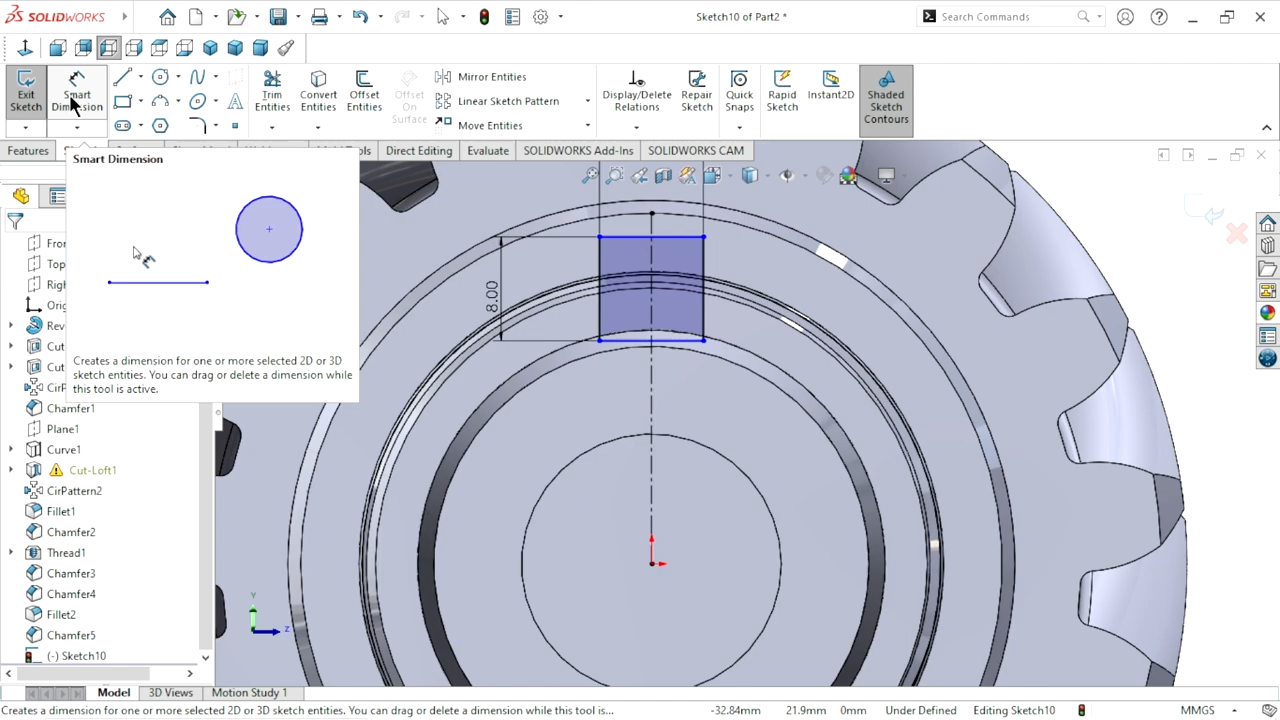 SOLIDWORKS
Sketch10 of Part2 *
Search Commands
Exit Sketch
Smart Dimension
Trim Entities
Convert Entities
Offset Entities
Offset On Surface
Mirror Entities
Linear Sketch Pattern
Move Entities
Display/Delete Relations
Repair Sketch
Quick Snaps
Rapid Sketch
Instant2D
Shaded Sketch Contours
Features
Direct Editing
Evaluate
SOLIDWORKS Add-Ins
SOLIDWORKS CAM
Smart Dimension
Creates a dimension for one or more selected 2D or 3D
sketch entities. You can drag or delete a dimension while
this tool is active.
Chamfer1
Plane1
Curve1
Cut-Loft1
CirPattern2
Fillet1
Chamfer2
Thread1
Chamfer3
Chamfer4
Fillet2
Chamfer5
(-) Sketch10
8.00
Y
Z
Model
3D Views
Motion Study 1
Creates a dimension for one or more selected 2D or 3D sketch entities. You can drag or delete a dimension while this tool is...
-32.84mm
21.9mm
0mm
Under Defined
Editing Sketch10
MMGS